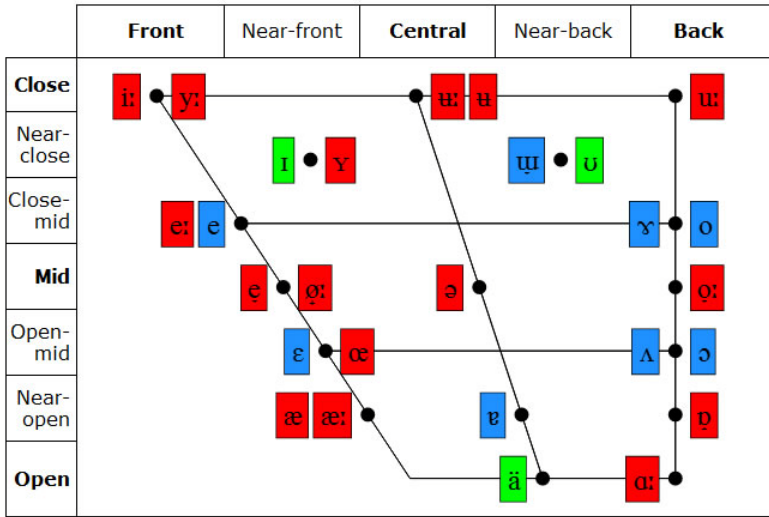 Front Near-front Central Near-back Back
Close iː yː ʉː ʉ uː
Near-
close ɪ ʏ ɯ̞̈ ʊ
Close-
mid eː e ɤ o
Mid e̞ ø̞ː ə o̞ː
Open-
mid ɛ œ ʌ ɔ
Near-
open æ æː ɐ ɒ̝
Open ä ɑː